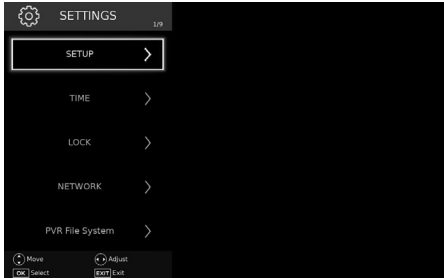 SETTINGS
1/9
SETUP
TIME
LOCK
NETWORK
PVR File System
Move Adjust
OK Select EXIT Exit